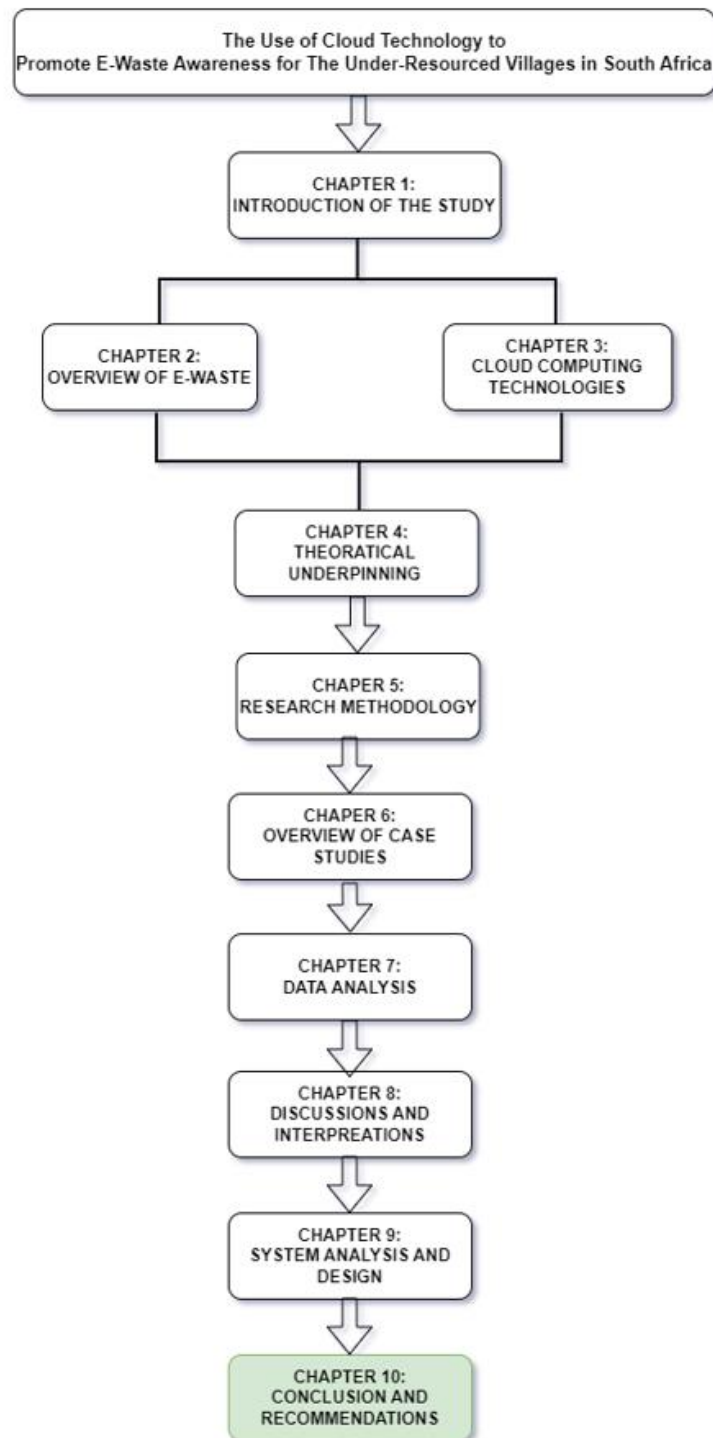 The Use of Cloud Technology to
Promote E-Waste Awareness for The Under-Resourced Villages in South Africa
CHAPTER 1:
INTRODUCTION OF THE STUDY
CHAPTER 2:
OVERVIEW OF E-WASTE
CHAPTER 3:
CLOUD COMPUTING
TECHNOLOGIES
CHAPTER 4:
THEORATICAL
UNDERPINNING
CHAPER 5:
RESEARCH METHODOLOGY
CHAPER 6:
OVERVIEW OF CASE
STUDIES
CHAPTER 7:
DATA ANALYSIS
CHAPTER 8:
DISCUSSIONS AND
INTERPREATIONS
CHAPTER 9:
SYSTEM ANALYSIS AND
DESIGN
CHAPTER 10:
CONCLUSION AND
RECOMMENDATIONS